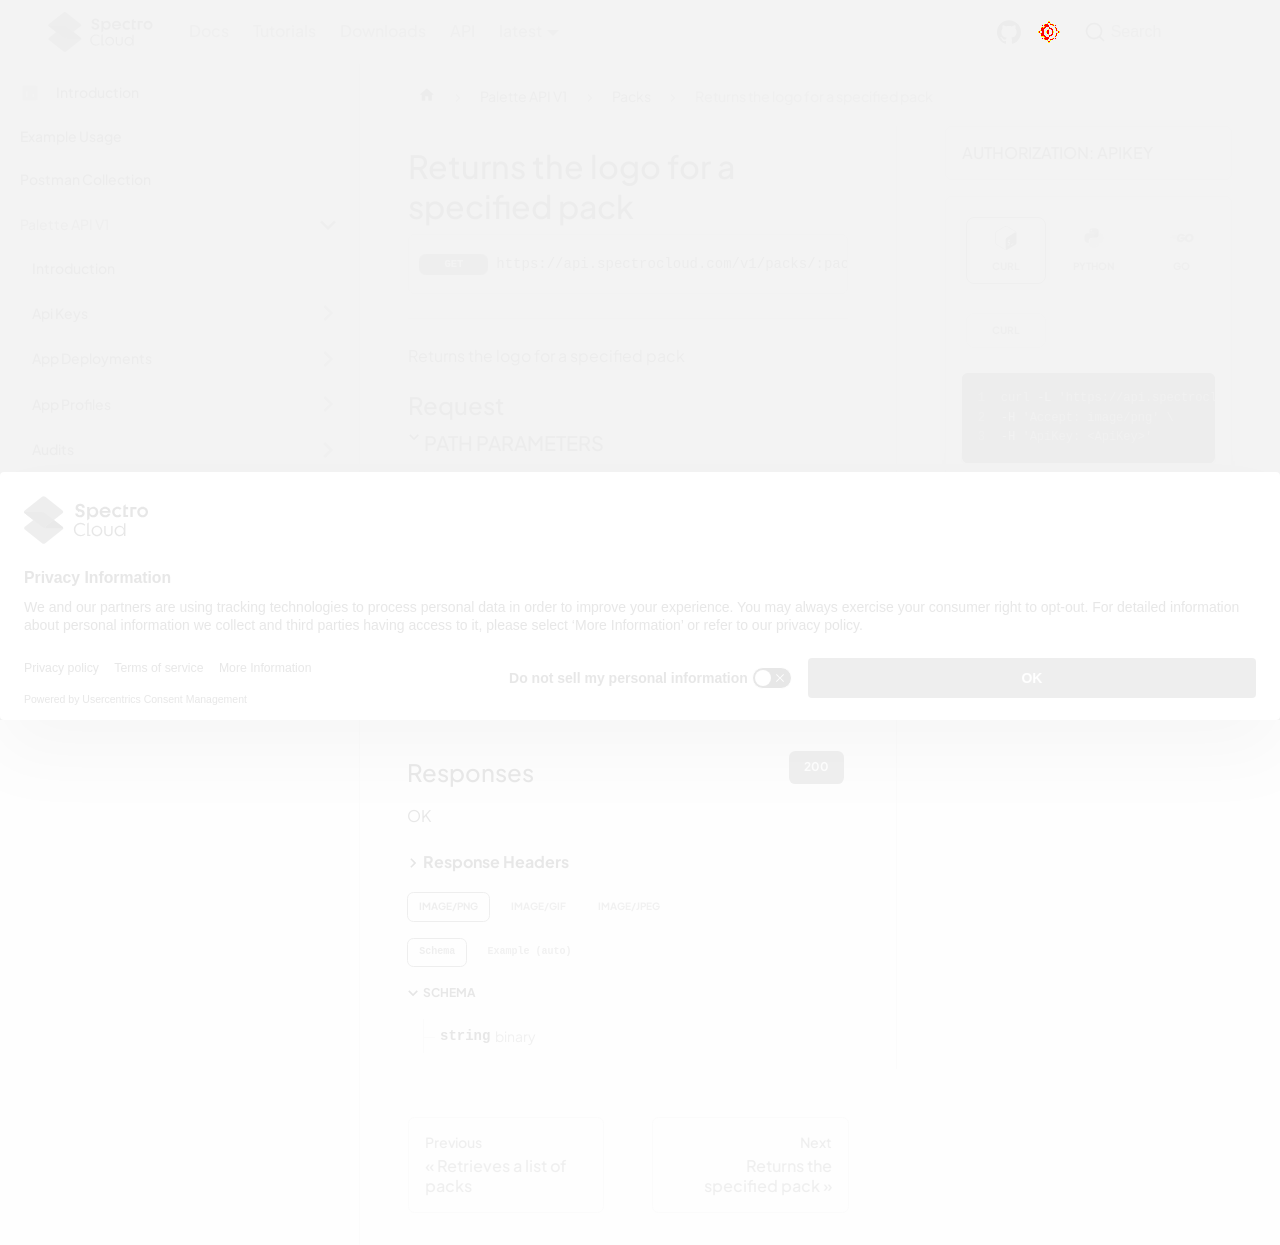 Spectro
Cloud
Docs Tutorials Downloads API latest
Search
Introduction
Palette API V1 Packs Returns the logo for a specified pack
Example Usage
Postman Collection
Palette API V1
Introduction
Api Keys
App Deployments
App Profiles
Audits
Returns the logo for a
specified pack
GET https://api.spectrocloud.com/v1/packs/:pac
Returns the logo for a specified pack
Request
PATH PARAMETERS
AUTHORIZATION: APIKEY
CURL PYTHON GO
CURL
Spectro
Cloud
Privacy Information
We and our partners are using tracking technologies to process personal data in order to improve your experience. You may always exercise your consumer right to opt-out. For detailed information
about personal information we collect and third parties having access to it, please select ‘More Information’ or refer to our privacy policy.
Privacy policy Terms of service More Information
Do not sell my personal information
OK
Powered by Usercentrics Consent Management
Responses
200
OK
Response Headers
IMAGE/PNG IMAGE/GIF IMAGE/JPEG
Schema Example (auto)
SCHEMA
string binary
Previous
« Retrieves a list of
packs
Next
Returns the
specified pack »